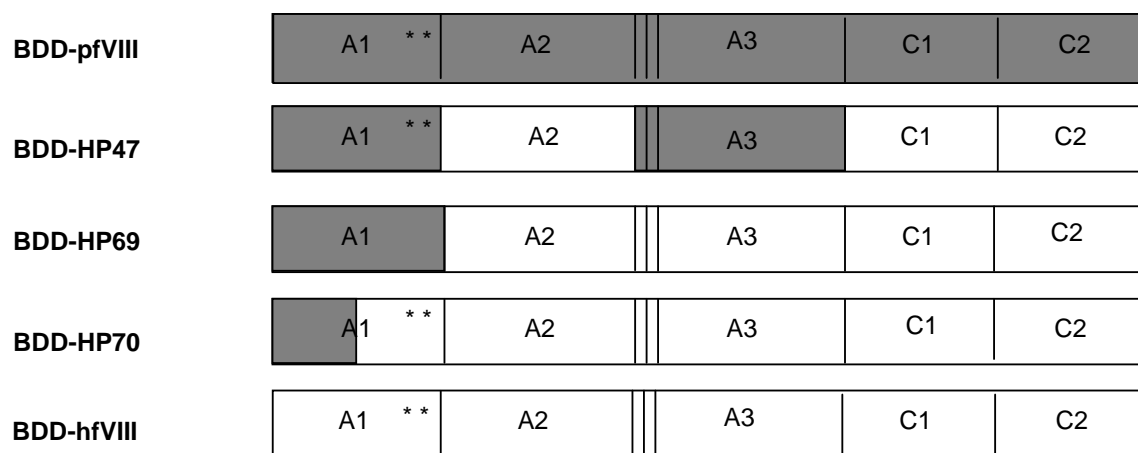 BDD-pfVIII A1 * * A2 A3 C1 C2
BDD-HP47 A1 * * A2 A3 C1 C2
BDD-HP69 A1 A2 A3 C1 C2
BDD-HP70 A1 * * A2 A3 C1 C2
BDD-hfVIII A1 * * A2 A3 C1 C2